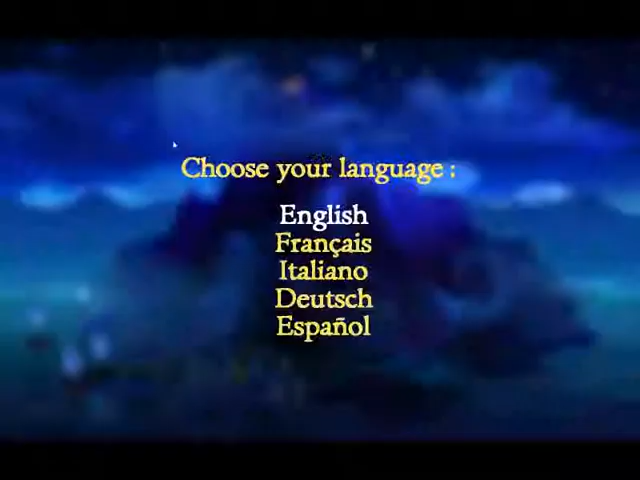 Choose your language :
English
Français
Italiano
Deutsch
Español